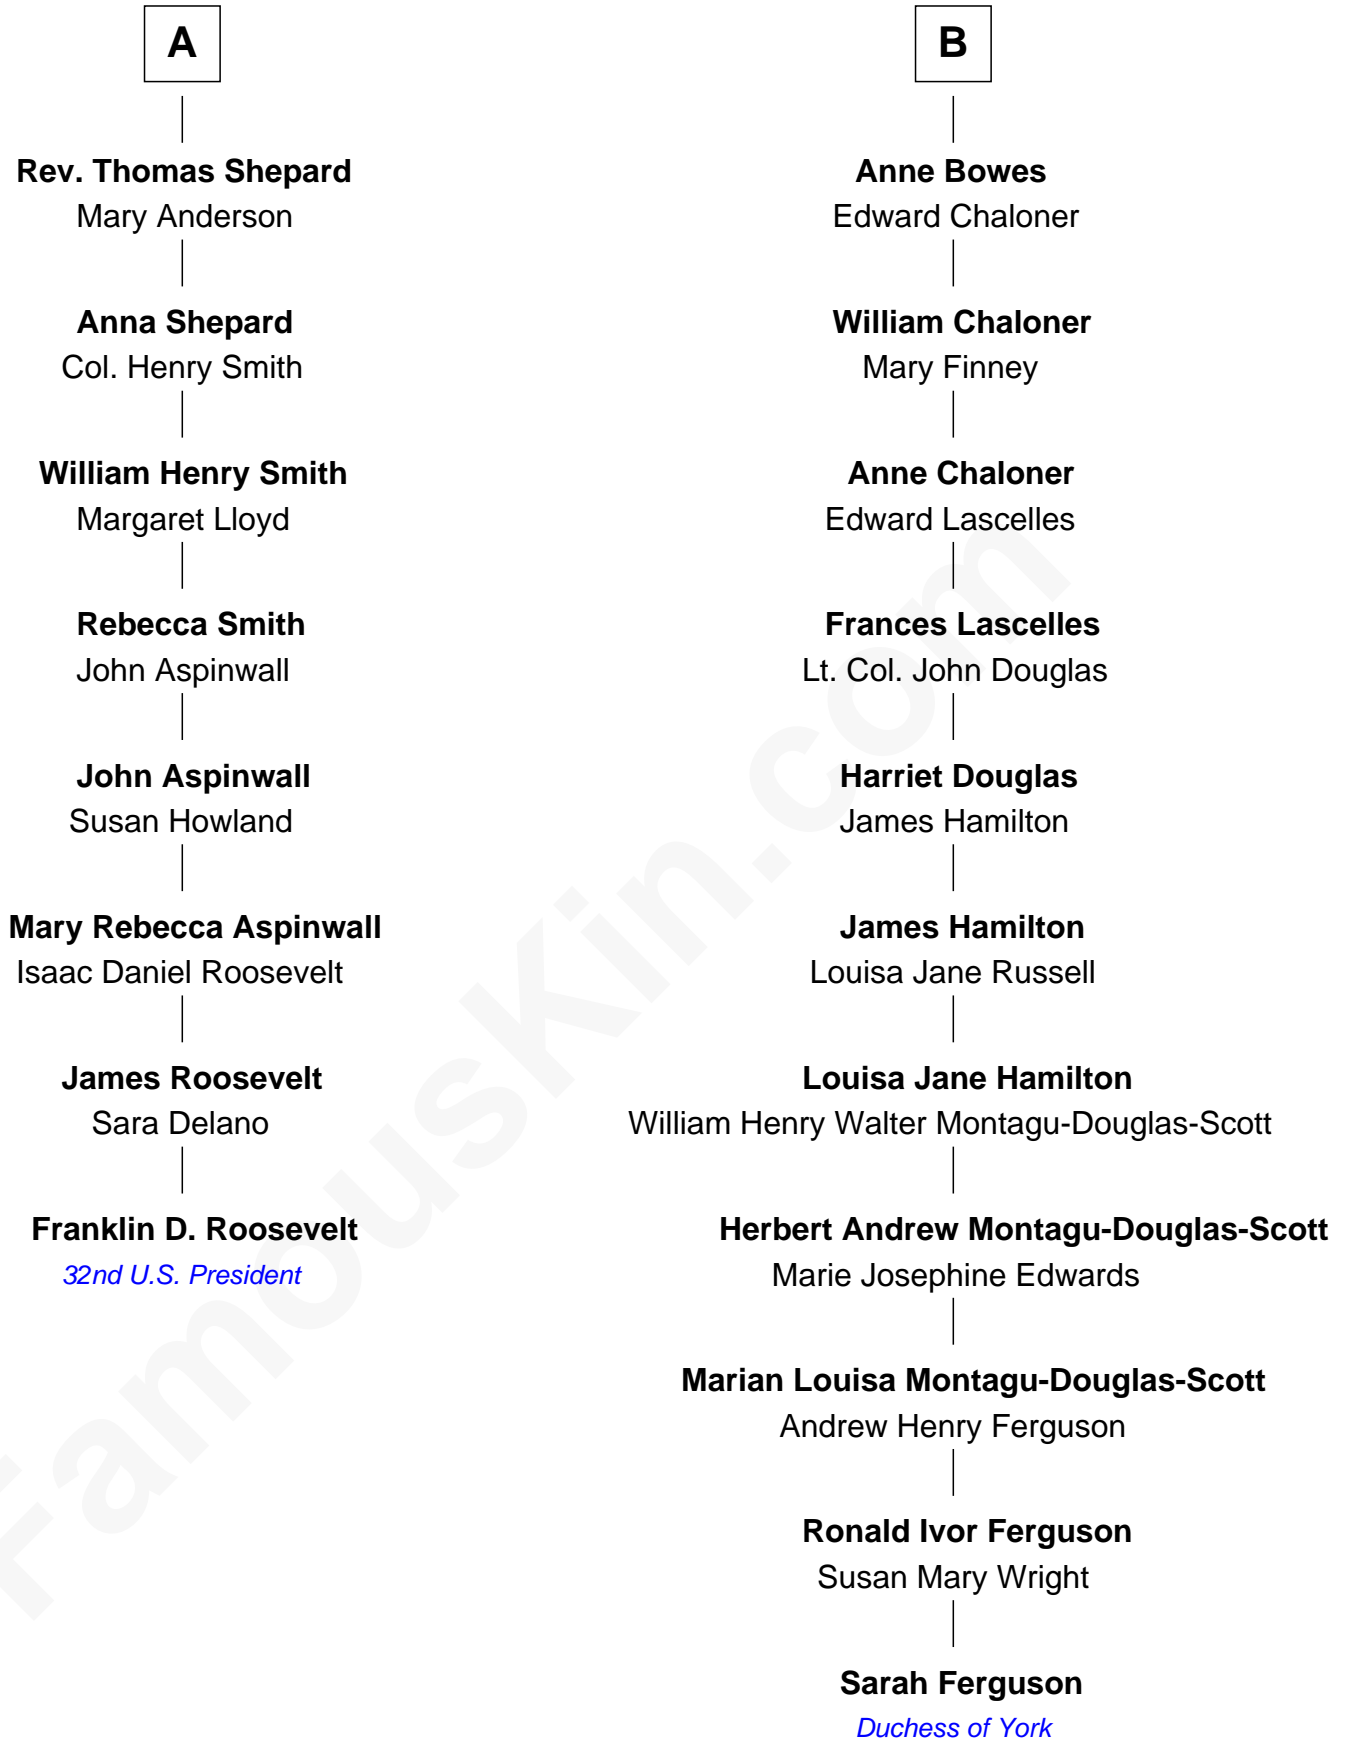 A
Rev. Thomas Shepard
Mary Anderson
Anna Shepard
Col. Henry Smith
William Henry Smith
Margaret Lloyd
Rebecca Smith
John Aspinwall
John Aspinwall
Susan Howland
Mary Rebecca Aspinwall
Isaac Daniel Roosevelt
James Roosevelt
Sara Delano
Franklin D. Roosevelt
32nd U.S. President
B
Anne Bowes
Edward Chaloner
William Chaloner
Mary Finney
Anne Chaloner
Edward Lascelles
Frances Lascelles
Lt. Col. John Douglas
Harriet Douglas
James Hamilton
James Hamilton
Louisa Jane Russell
Louisa Jane Hamilton
William Henry Walter Montagu-Douglas-Scott
Herbert Andrew Montagu-Douglas-Scott
Marie Josephine Edwards
Marian Louisa Montagu-Douglas-Scott
Andrew Henry Ferguson
Ronald Ivor Ferguson
Susan Mary Wright
Sarah Ferguson
Duchess of York
FamousKin.com